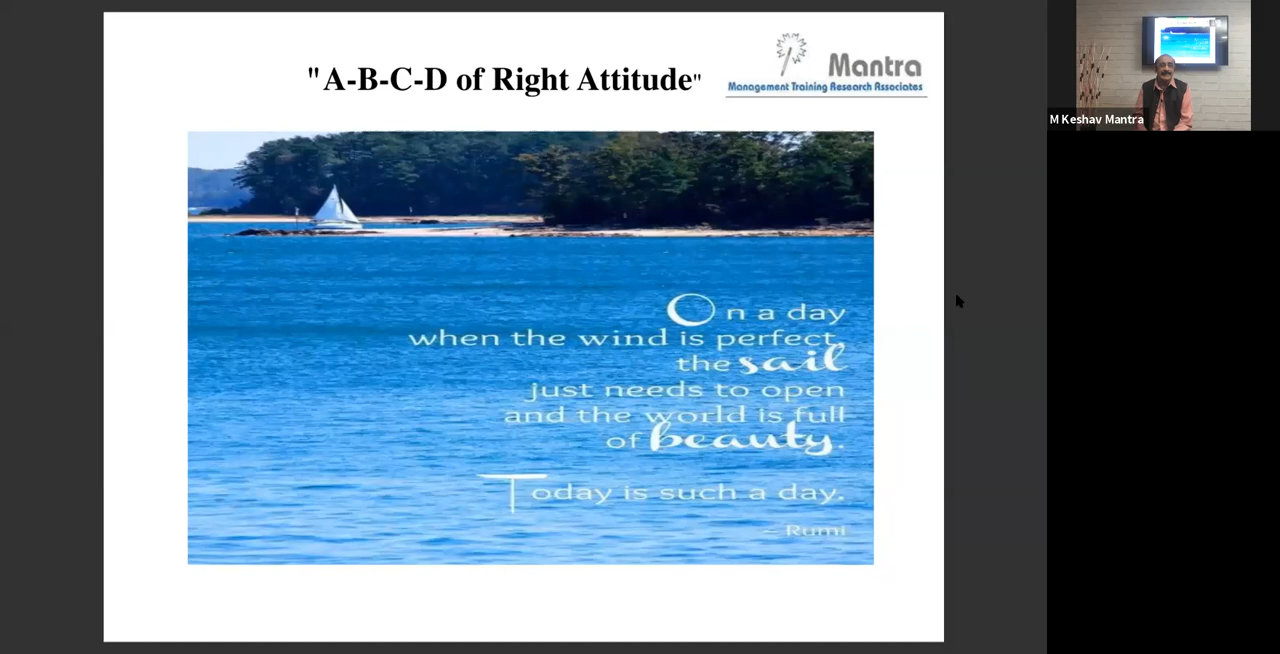 "A-B-C-D of Right Attitude"
Mantra
Management Training Research Associates
On a day
when the wind is perfect,
the sail
just needs to open
and the world is full
of beauty.
Today is such a day.
– Rumi
M Keshav Mantra